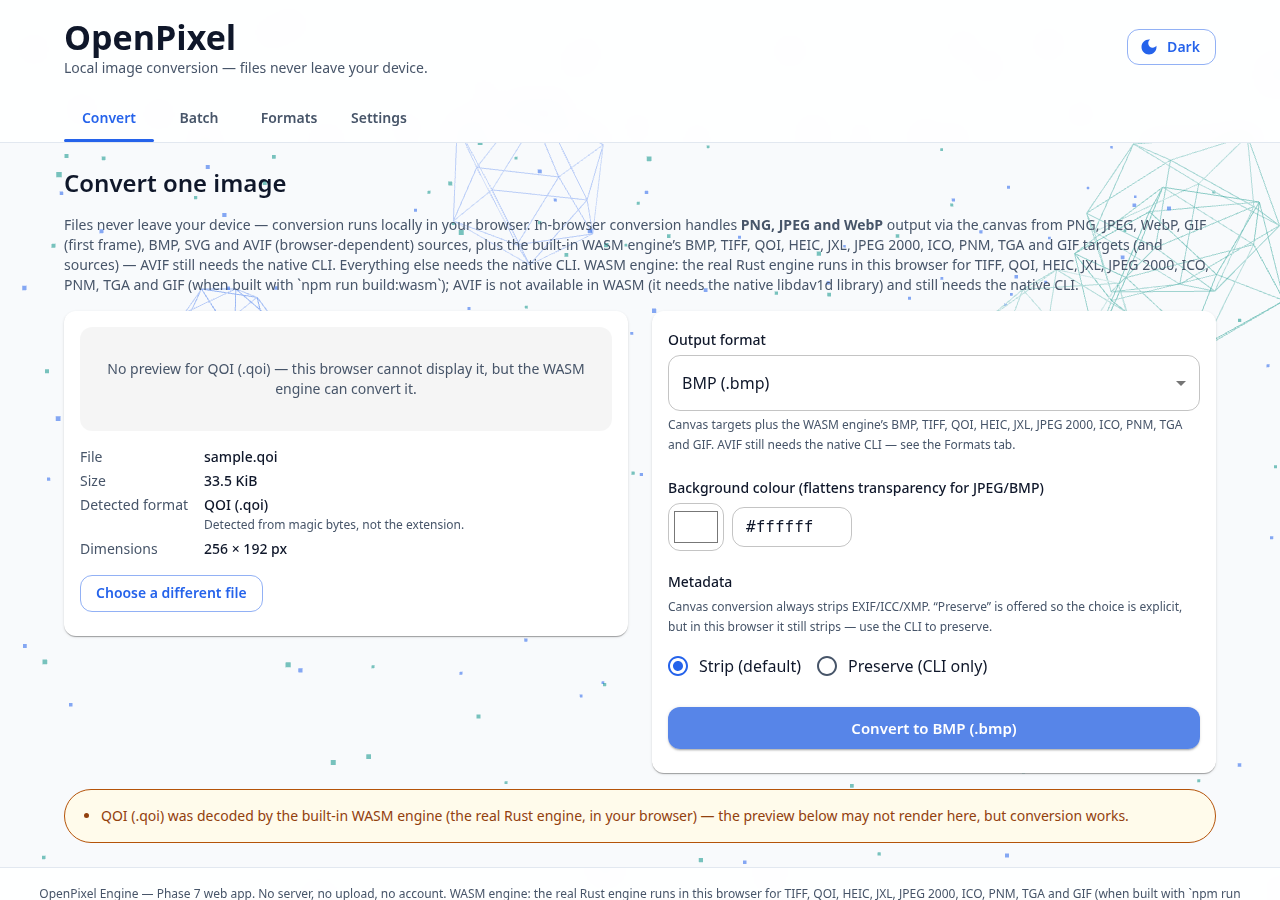 OpenPixel
Local image conversion — files never leave your device.
Dark
Convert
Batch
Formats
Settings
Convert one image
Files never leave your device — conversion runs locally in your browser. In-browser conversion handles PNG, JPEG and WebP output via the canvas from PNG, JPEG, WebP, GIF
(first frame), BMP, SVG and AVIF (browser-dependent) sources, plus the built-in WASM engine’s BMP, TIFF, QOI, HEIC, JXL, JPEG 2000, ICO, PNM, TGA and GIF targets (and
sources) — AVIF still needs the native CLI. Everything else needs the native CLI. WASM engine: the real Rust engine runs in this browser for TIFF, QOI, HEIC, JXL, JPEG 2000, ICO,
PNM, TGA and GIF (when built with `npm run build:wasm`); AVIF is not available in WASM (it needs the native libdav1d library) and still needs the native CLI.
No preview for QOI (.qoi) — this browser cannot display it, but the WASM
engine can convert it.
File
sample.qoi
Size
33.5 KiB
Detected format
QOI (.qoi)
Detected from magic bytes, not the extension.
Dimensions
256 × 192 px
Choose a different file
Output format
BMP (.bmp)
Canvas targets plus the WASM engine’s BMP, TIFF, QOI, HEIC, JXL, JPEG 2000, ICO, PNM, TGA
and GIF. AVIF still needs the native CLI — see the Formats tab.
Background colour (flattens transparency for JPEG/BMP)
#ffffff
Metadata
Canvas conversion always strips EXIF/ICC/XMP. “Preserve” is offered so the choice is explicit,
but in this browser it still strips — use the CLI to preserve.
Strip (default)
Preserve (CLI only)
Convert to BMP (.bmp)
QOI (.qoi) was decoded by the built-in WASM engine (the real Rust engine, in your browser) — the preview below may not render here, but conversion works.
OpenPixel Engine — Phase 7 web app. No server, no upload, no account. WASM engine: the real Rust engine runs in this browser for TIFF, QOI, HEIC, JXL, JPEG 2000, ICO, PNM, TGA and GIF (when built with `npm run